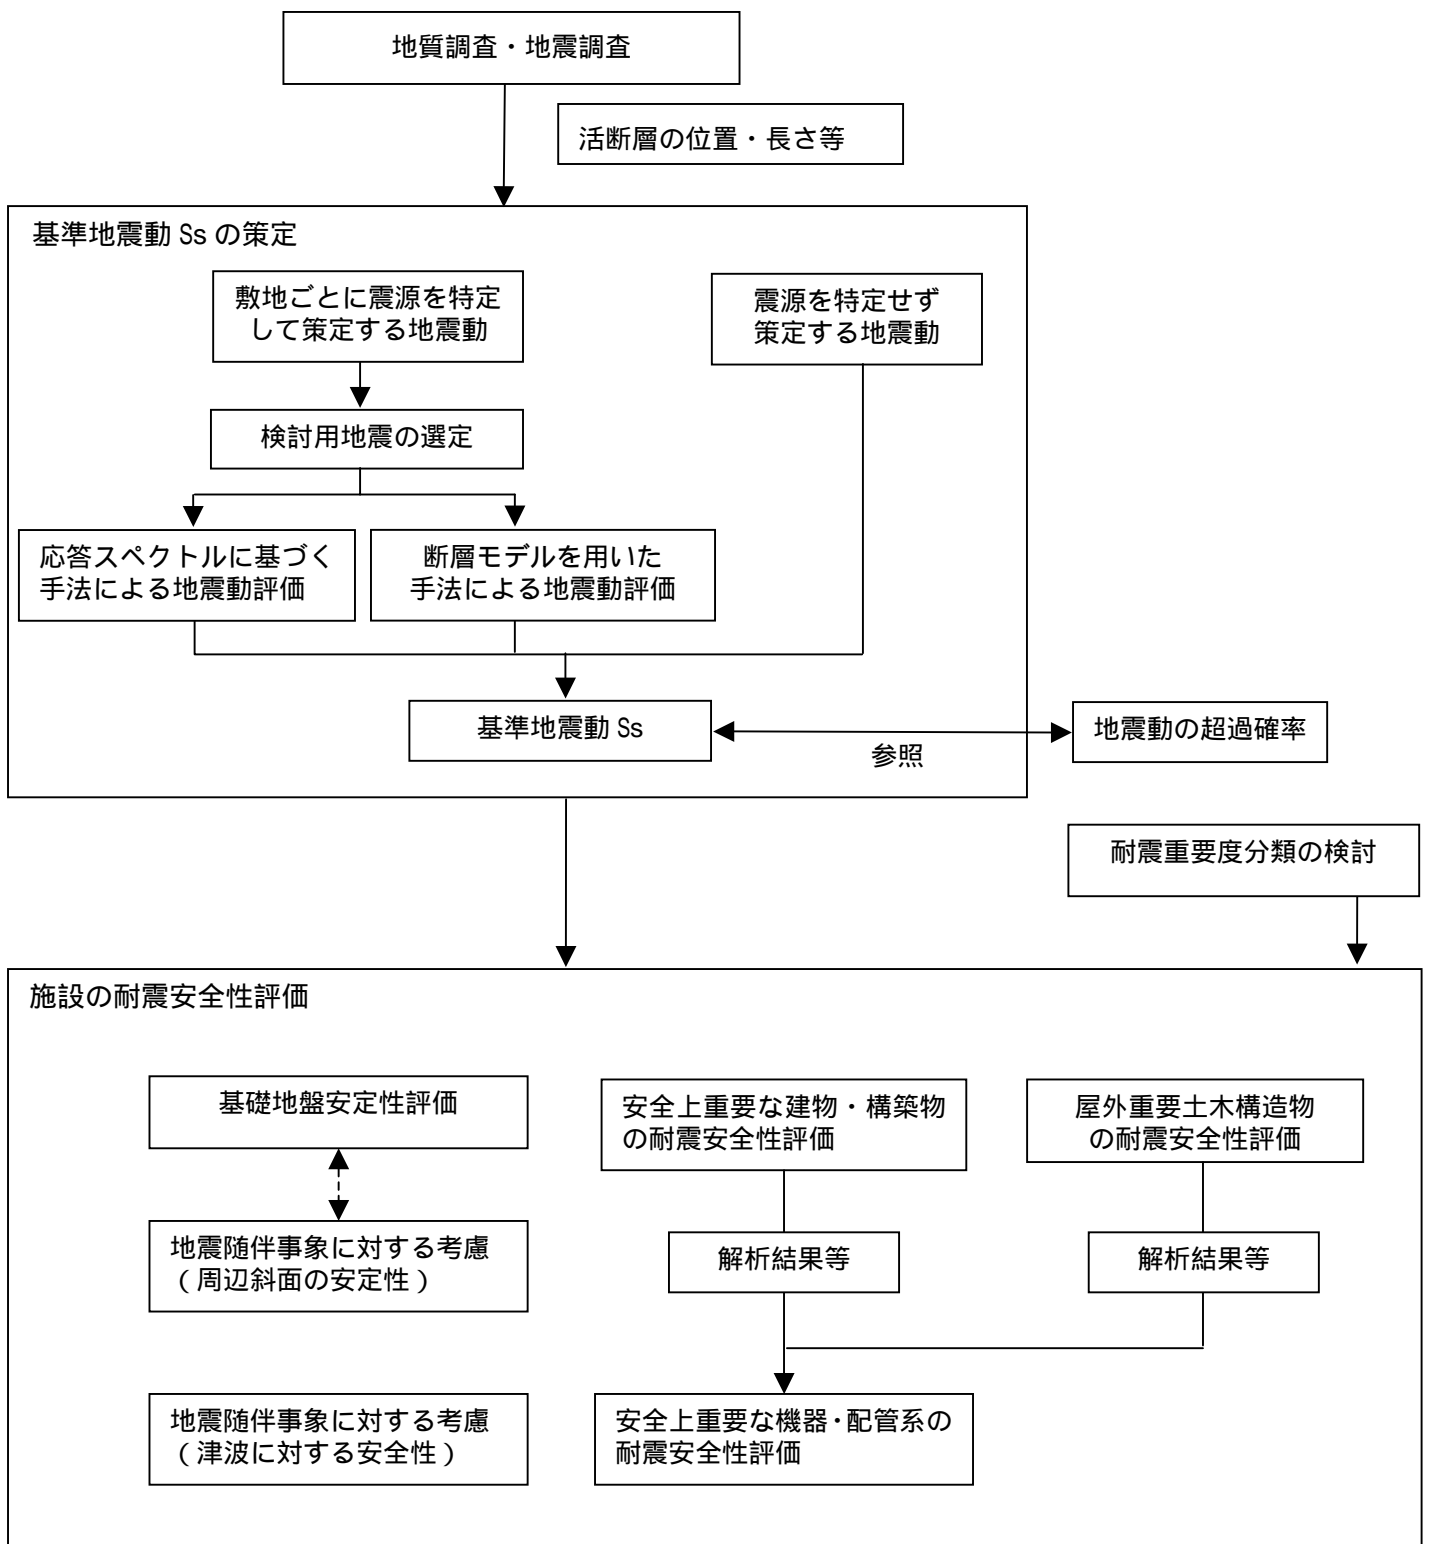 地質調査・地震調査
活断層の位置・長さ等
基準地震動 Ss の策定
敷地ごとに震源を特定
して策定する地震動
震源を特定せず
策定する地震動
検討用地震の選定
応答スペクトルに基づく
手法による地震動評価
断層モデルを用いた
手法による地震動評価
基準地震動 Ss
参照
地震動の超過確率
耐震重要度分類の検討
施設の耐震安全性評価
基礎地盤安定性評価
安全上重要な建物・構築物
の耐震安全性評価
屋外重要土木構造物
の耐震安全性評価
地震随伴事象に対する考慮
（周辺斜面の安定性）
解析結果等
解析結果等
地震随伴事象に対する考慮
（津波に対する安全性）
安全上重要な機器・配管系の
耐震安全性評価